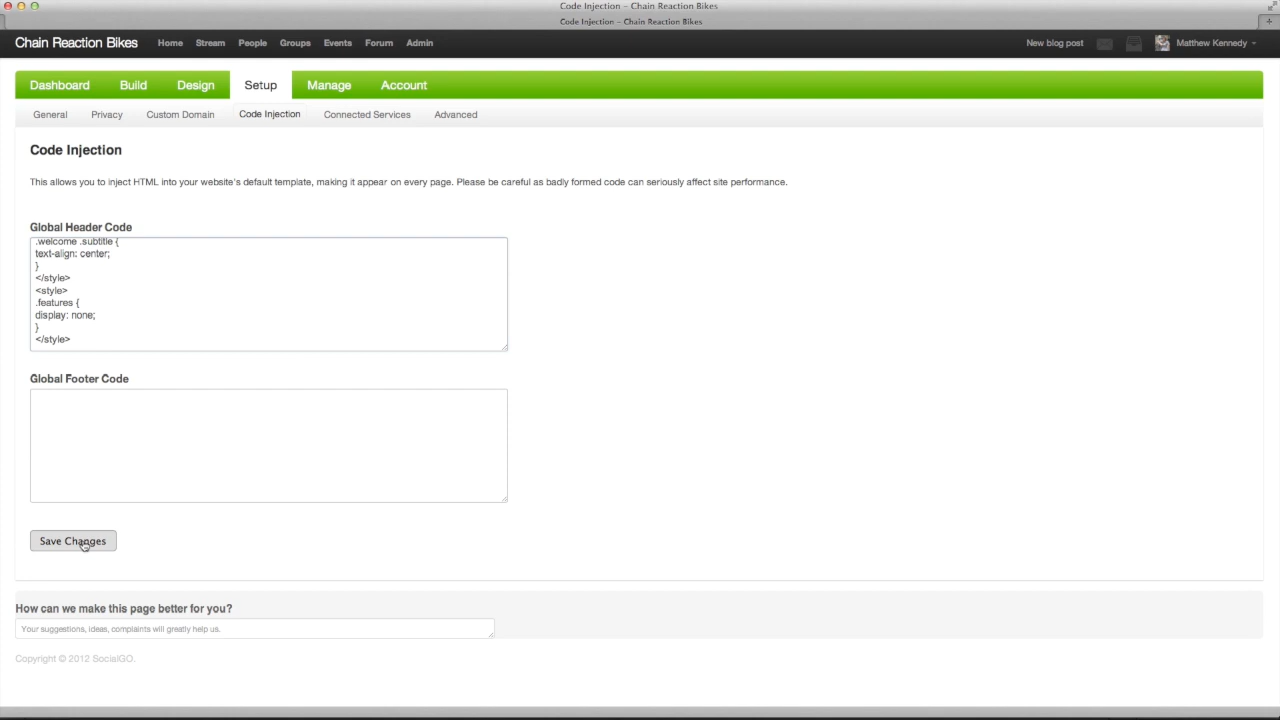 Code Injection – Chain Reaction Bikes
Code Injection – Chain Reaction Bikes
Chain Reaction Bikes Home Stream People Groups Events Forum Admin New blog post Matthew Kennedy
Dashboard Build Design Setup Manage Account
General Privacy Custom Domain Code Injection Connected Services Advanced
Code Injection
This allows you to inject HTML into your website's default template, making it appear on every page. Please be careful as badly formed code can seriously affect site performance.
Global Header Code
.welcome .subtitle {
text-align: center;
}
</style>
<style>
.features {
display: none;
}
</style>
Global Footer Code
Save Changes
How can we make this page better for you?
Your suggestions, ideas, complaints will greatly help us.
Copyright © 2012 SocialGO.